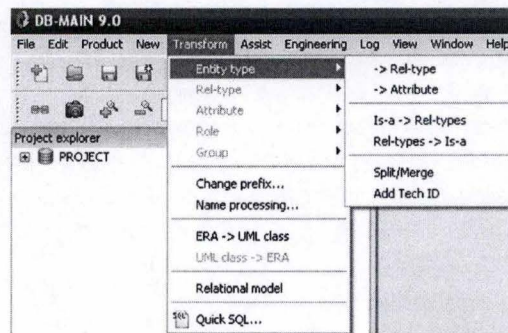 DB-MAIN 9.0
File Edit Product New Transform Assist Engineering Log View Window Help
Entity type
Rel-type
Attribute
Role
Group
Change prefix...
Name processing...
ERA -> UML class
UML class -> ERA
Relational model
SQL Quick SQL...
-> Rel-type
-> Attribute
Is-a -> Rel-types
Rel-types -> Is-a
Split/Merge
Add Tech ID
Project explorer
PROJECT